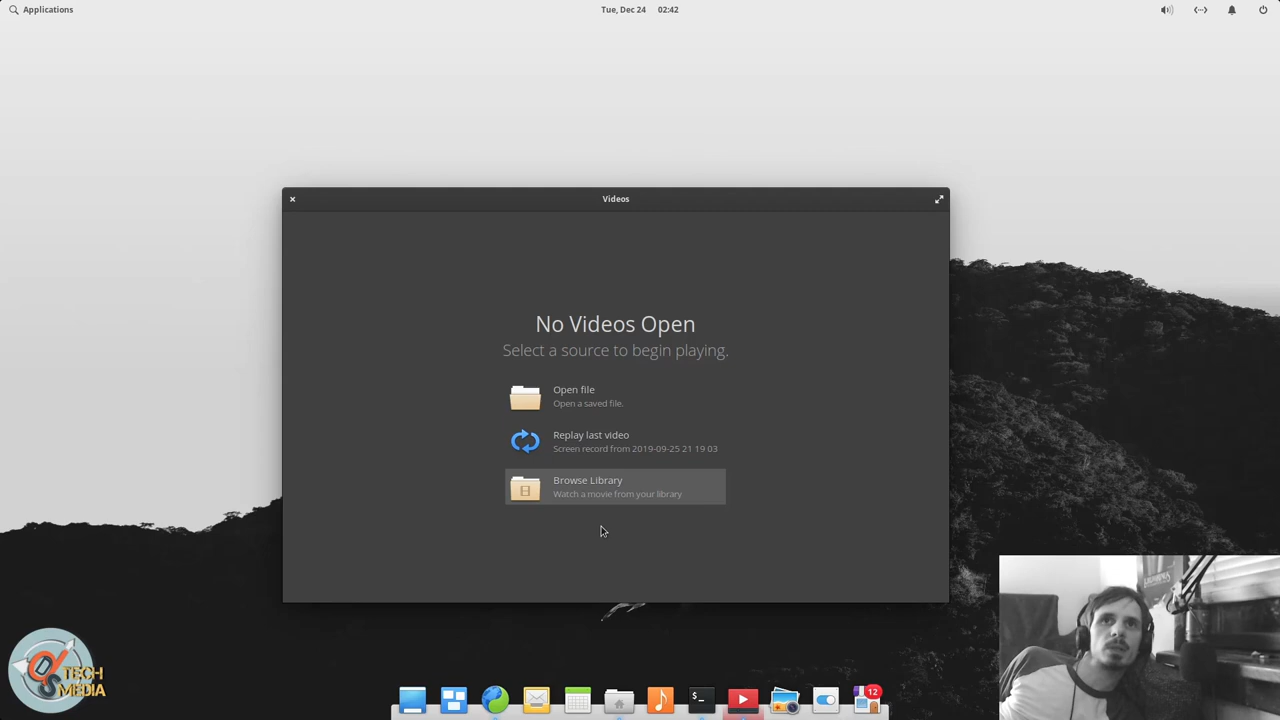 Applications
Tue, Dec 24 02:42
Videos
No Videos Open
Select a source to begin playing.
Open file
Open a saved file.
Replay last video
Screen record from 2019-09-25 21 19 03
Browse Library
Watch a movie from your library
DS
TECH
MEDIA
$_
12